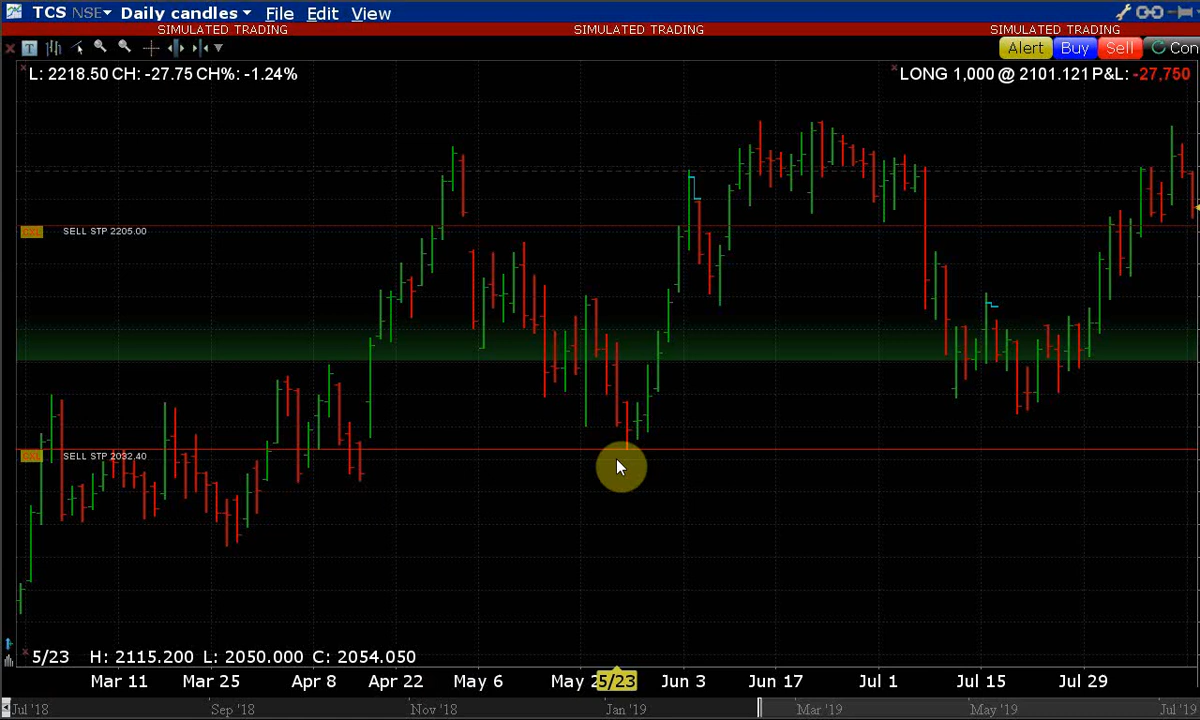 TCS NSE Daily candles File Edit View
SIMULATED TRADING SIMULATED TRADING SIMULATED TRADING
T Alert Buy Sell Con
L: 2218.50 CH: -27.75 CH%: -1.24% LONG 1,000 @ 2101.121 P&L: -27,750
SELL STP 2205.00
SELL STP 2032.40
5/23 H: 2115.200 L: 2050.000 C: 2054.050
Mar 11 Mar 25 Apr 8 Apr 22 May 6 May 2 5/23 Jun 3 Jun 17 Jul 1 Jul 15 Jul 29
Jul '18 Sep '18 Nov '18 Jan '19 Mar '19 May '19 Jul '19